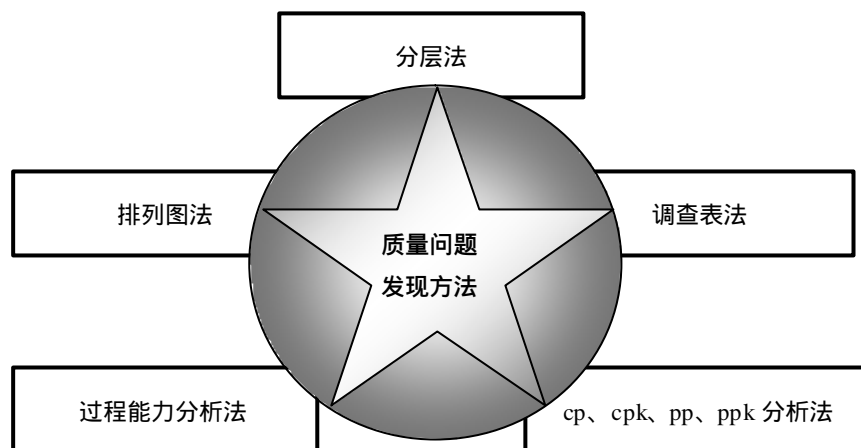 分层法
排列图法
调查表法
质量问题
发现方法
过程能力分析法
cp、cpk、pp、ppk 分析法